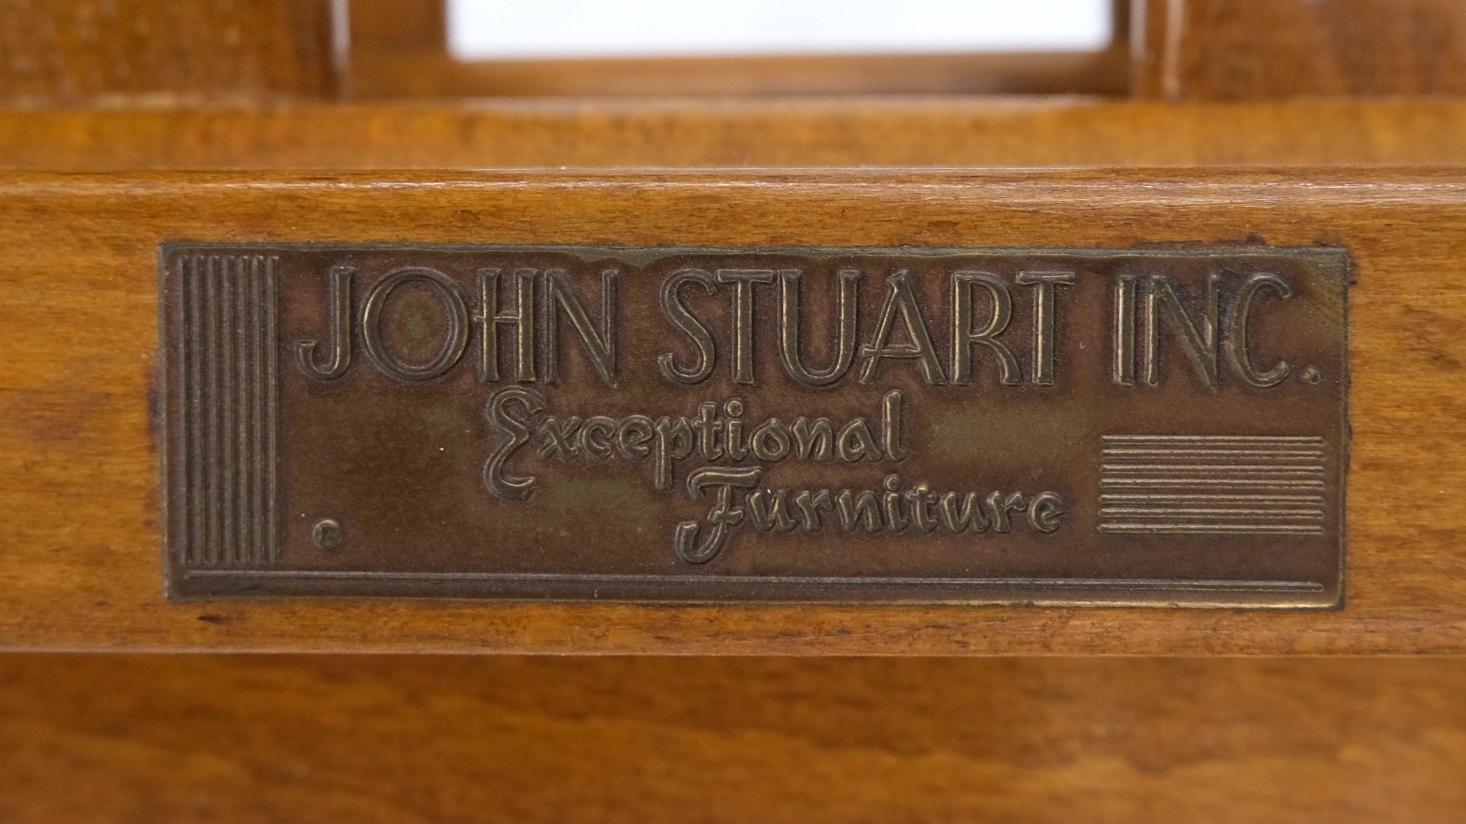 JOHN STUART INC.
Exceptional
Furniture
®